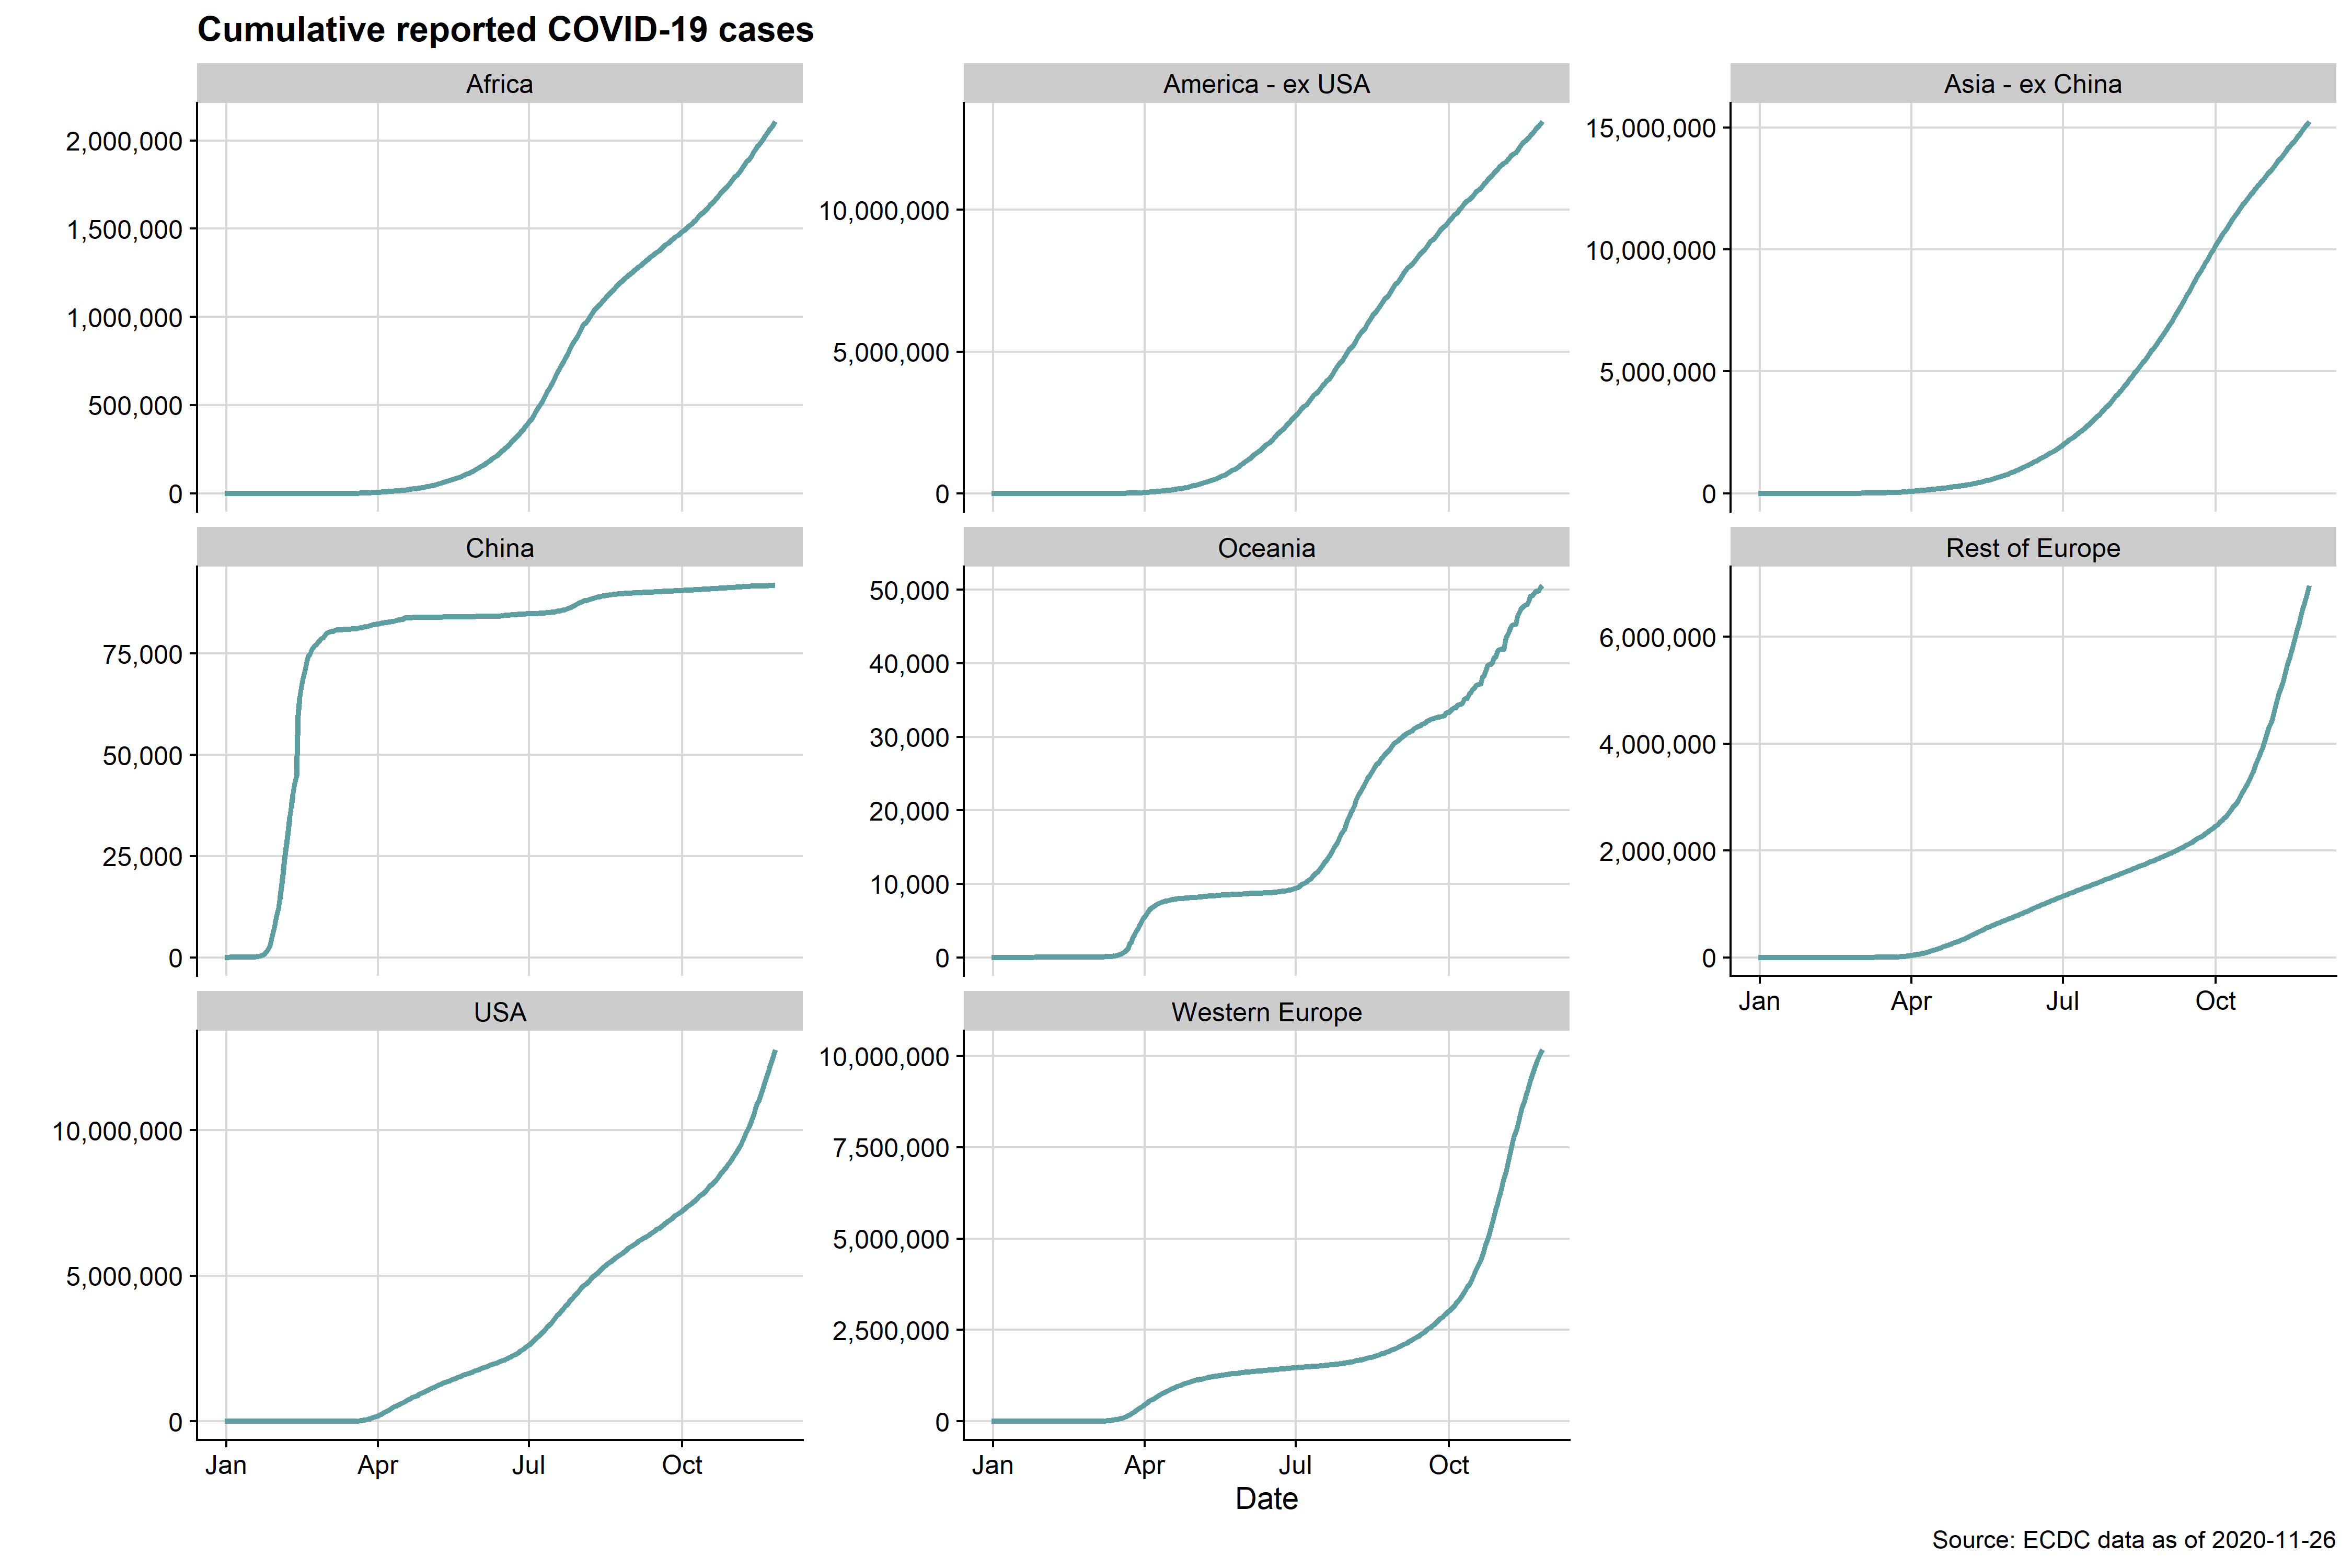 Cumulative reported COVID-19 cases
Africa
America - ex USA
Asia - ex China
2,000,000
1,500,000
1,000,000
500,000
0
10,000,000
5,000,000
0
15,000,000
10,000,000
5,000,000
0
China
Oceania
Rest of Europe
75,000
50,000
25,000
0
50,000
40,000
30,000
20,000
10,000
0
6,000,000
4,000,000
2,000,000
0
Jan Apr Jul Oct
USA
Western Europe
10,000,000
5,000,000
0
10,000,000
7,500,000
5,000,000
2,500,000
0
Jan Apr Jul Oct
Jan Apr Jul Oct
Date
Source: ECDC data as of 2020-11-26